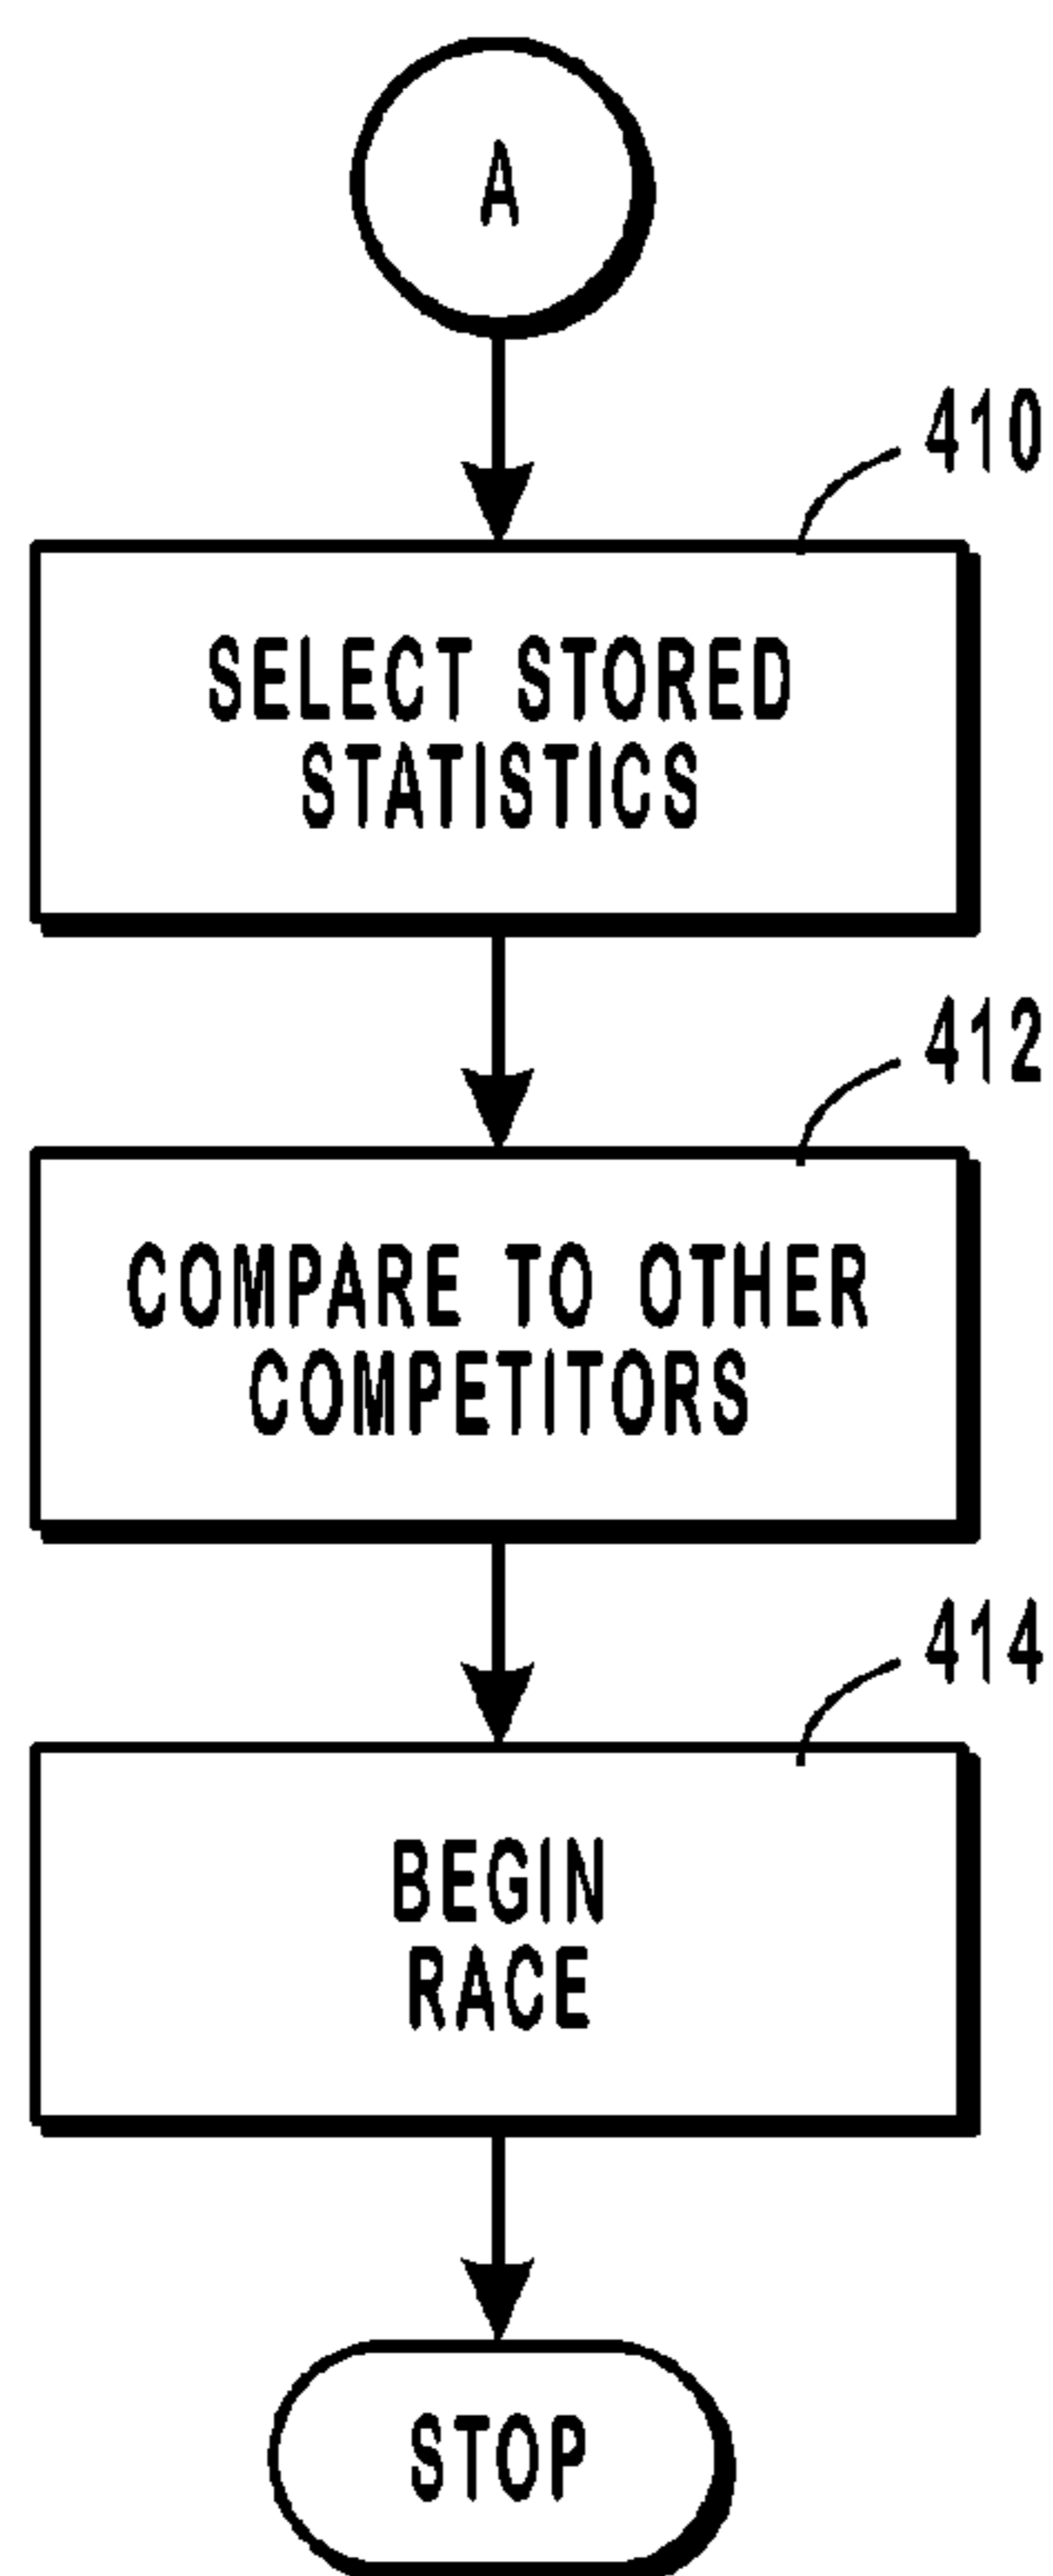 A
410
SELECT STORED
STATISTICS
412
COMPARE TO OTHER
COMPETITORS
414
BEGIN
RACE
STOP